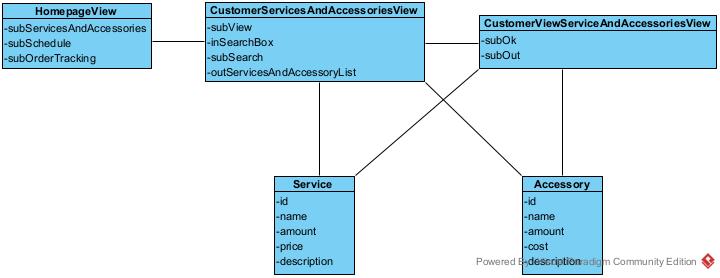 HomepageView
-subServicesAndAccessories
-subSchedule
-subOrderTracking
CustomerServicesAndAccessoriesView
-subView
-inSearchBox
-subSearch
-outServicesAndAccessoryList
CustomerViewServiceAndAccessoriesView
-subOk
-subOut
Service
-id
-name
-amount
-price
-description
Accessory
-id
-name
-amount
-cost
-description
Powered By Visual Paradigm Community Edition